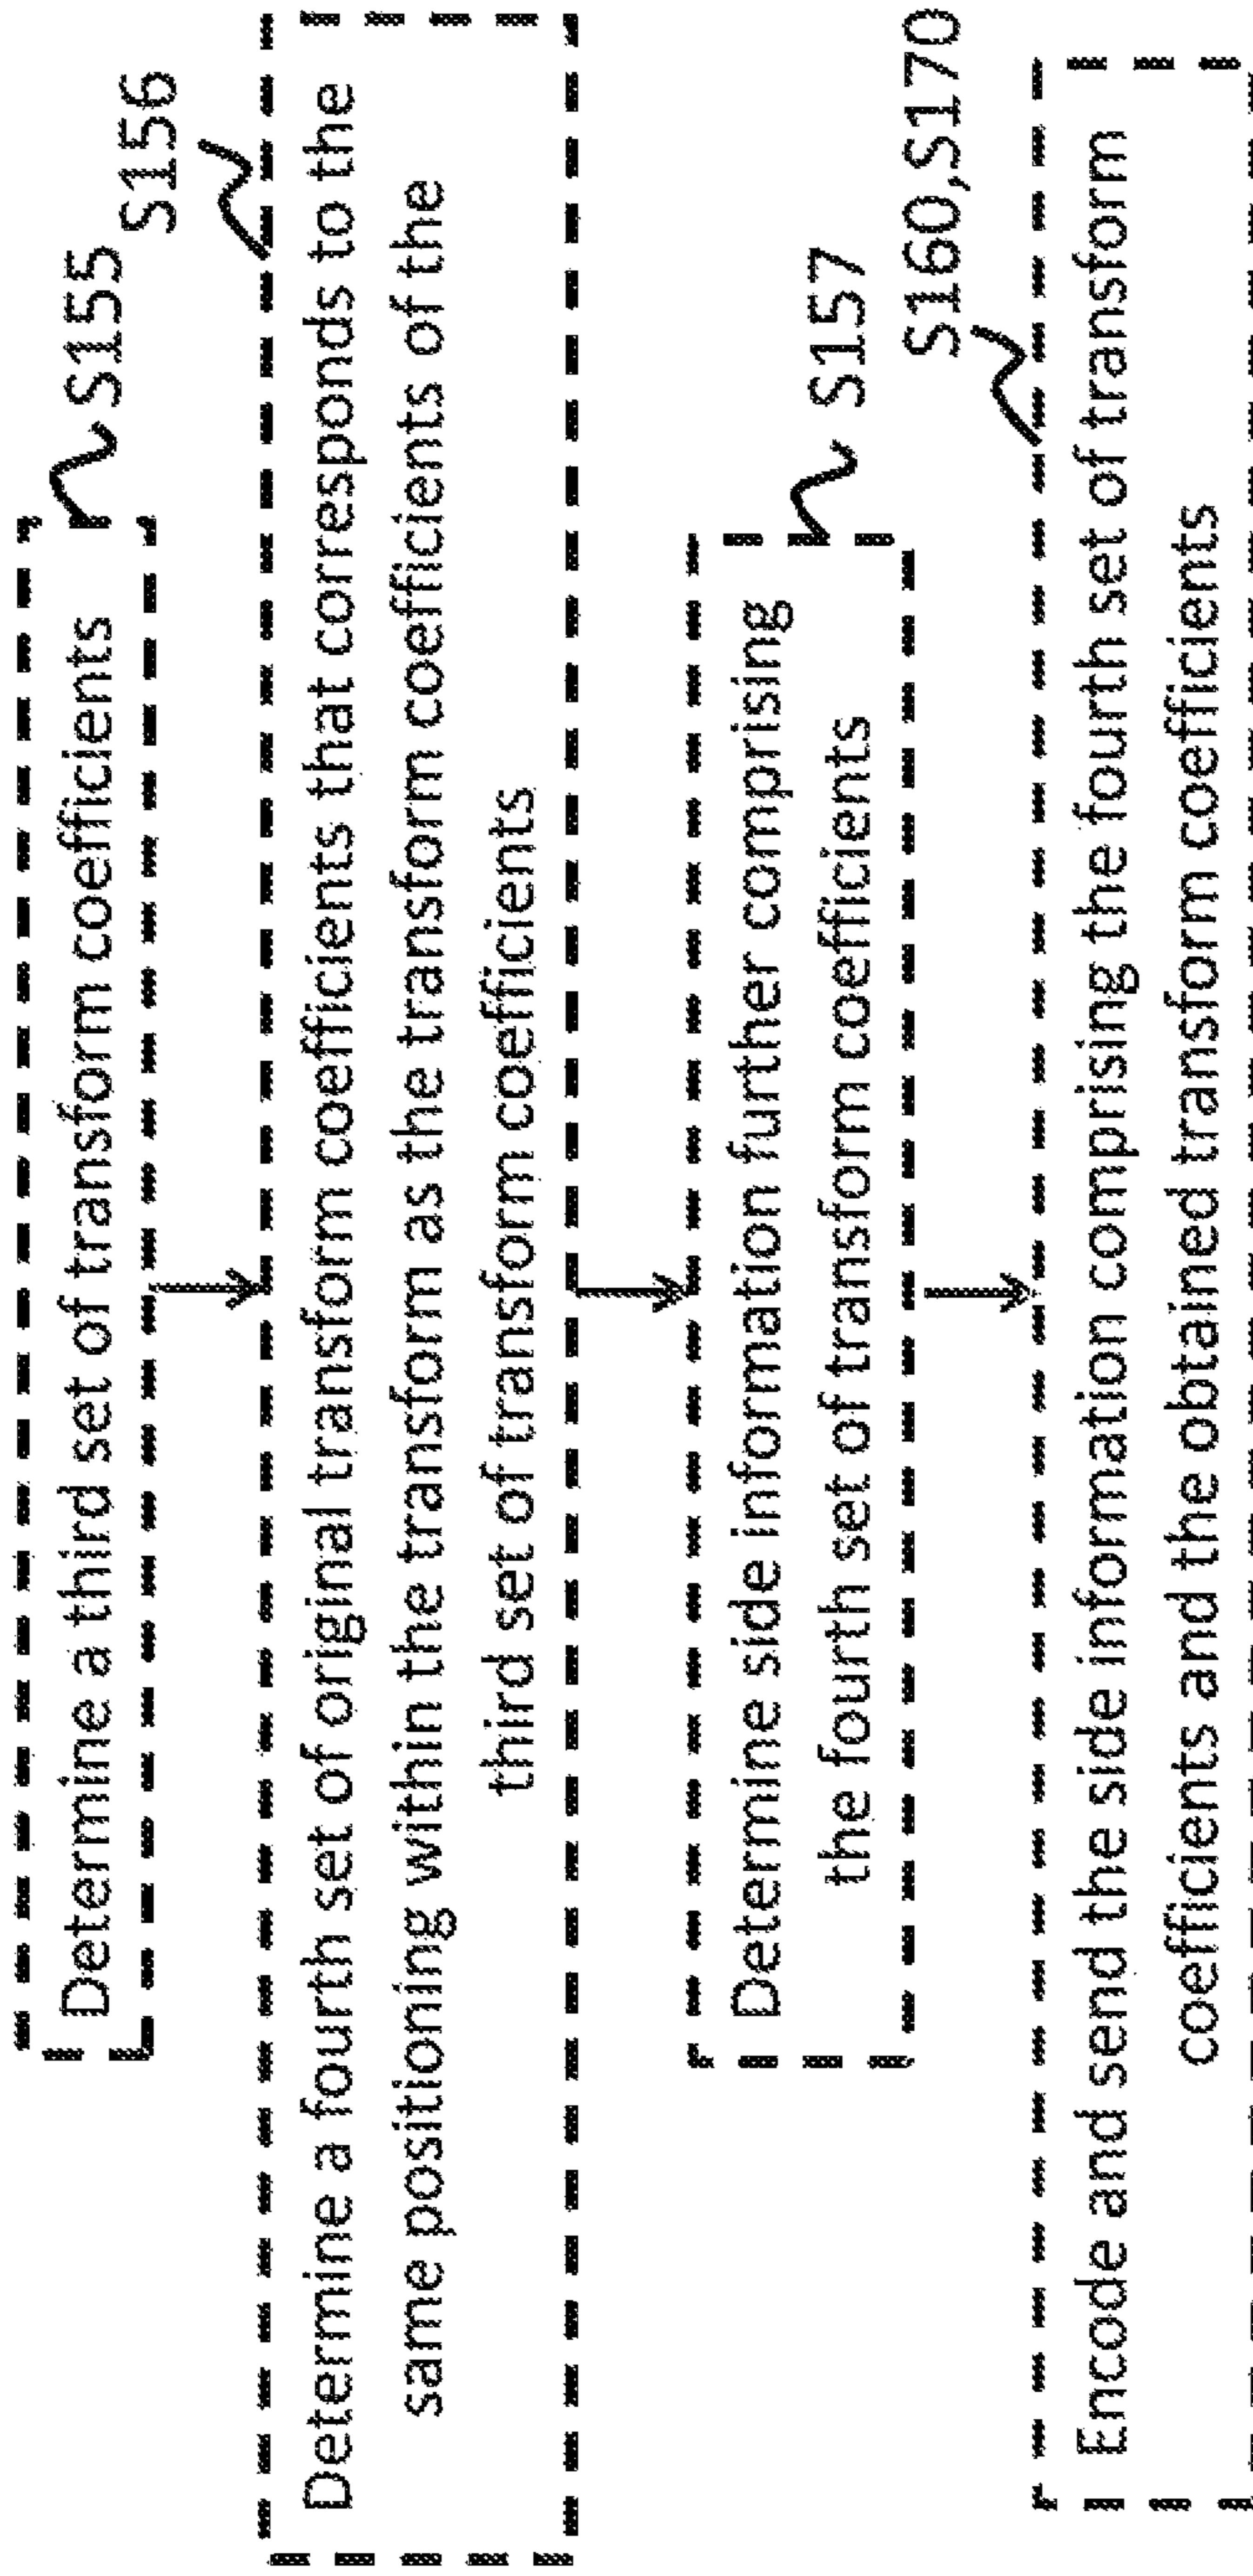 Determine a third set of transform coefficients
S155
S156
Determine a fourth set of original transform coefficients that corresponds to the
same positioning within the transform as the transform coefficients of the
third set of transform coefficients
Determine side information further comprising
the fourth set of transform coefficients
S157
S160,S170
Encode and send the side information comprising the fourth set of transform
coefficients and the obtained transform coefficients